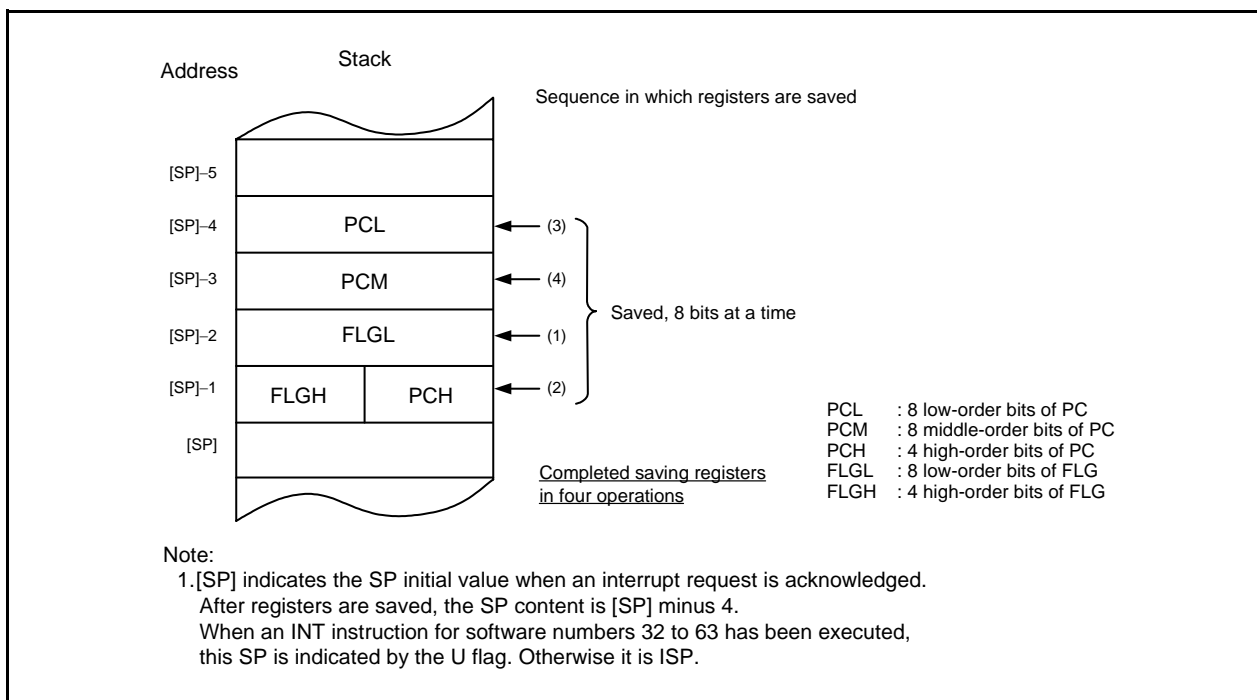 Address
Stack
Sequence in which registers are saved
[SP]−5
[SP]−4 PCL (3)
[SP]−3 PCM (4)
Saved, 8 bits at a time
[SP]−2 FLGL (1)
[SP]−1 FLGH PCH (2)
[SP]
Completed saving registers
in four operations
PCL : 8 low-order bits of PC
PCM : 8 middle-order bits of PC
PCH : 4 high-order bits of PC
FLGL : 8 low-order bits of FLG
FLGH : 4 high-order bits of FLG
Note:
1.[SP] indicates the SP initial value when an interrupt request is acknowledged.
After registers are saved, the SP content is [SP] minus 4.
When an INT instruction for software numbers 32 to 63 has been executed,
this SP is indicated by the U flag. Otherwise it is ISP.